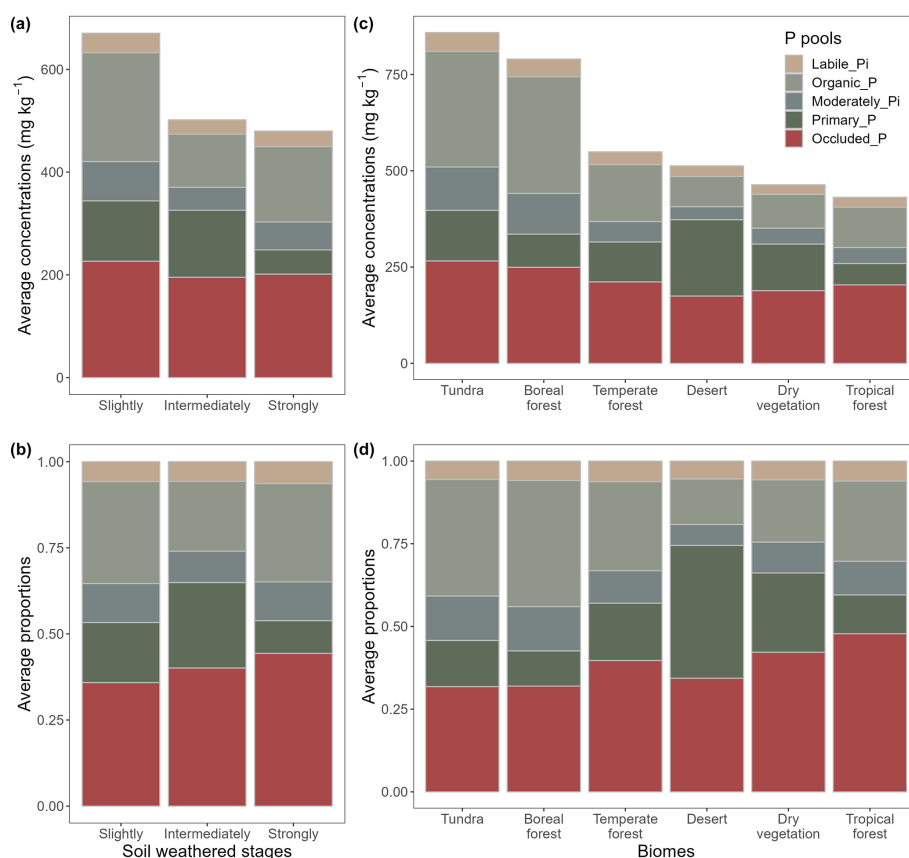 (a)
Average concentrations (mg kg⁻¹)
600
400
200
0
Slightly Intermediately Strongly
(c)
Average concentrations (mg kg⁻¹)
750
500
250
0
P pools
Labile_Pi
Organic_P
Moderately_Pi
Primary_P
Occluded_P
Tundra Boreal forest Temperate forest Desert Dry vegetation Tropical forest
(b)
Average proportions
1.00
0.75
0.50
0.25
0.00
Slightly Intermediately Strongly
Soil weathered stages
(d)
Average proportions
1.00
0.75
0.50
0.25
0.00
Tundra Boreal forest Temperate forest Desert Dry vegetation Tropical forest
Biomes